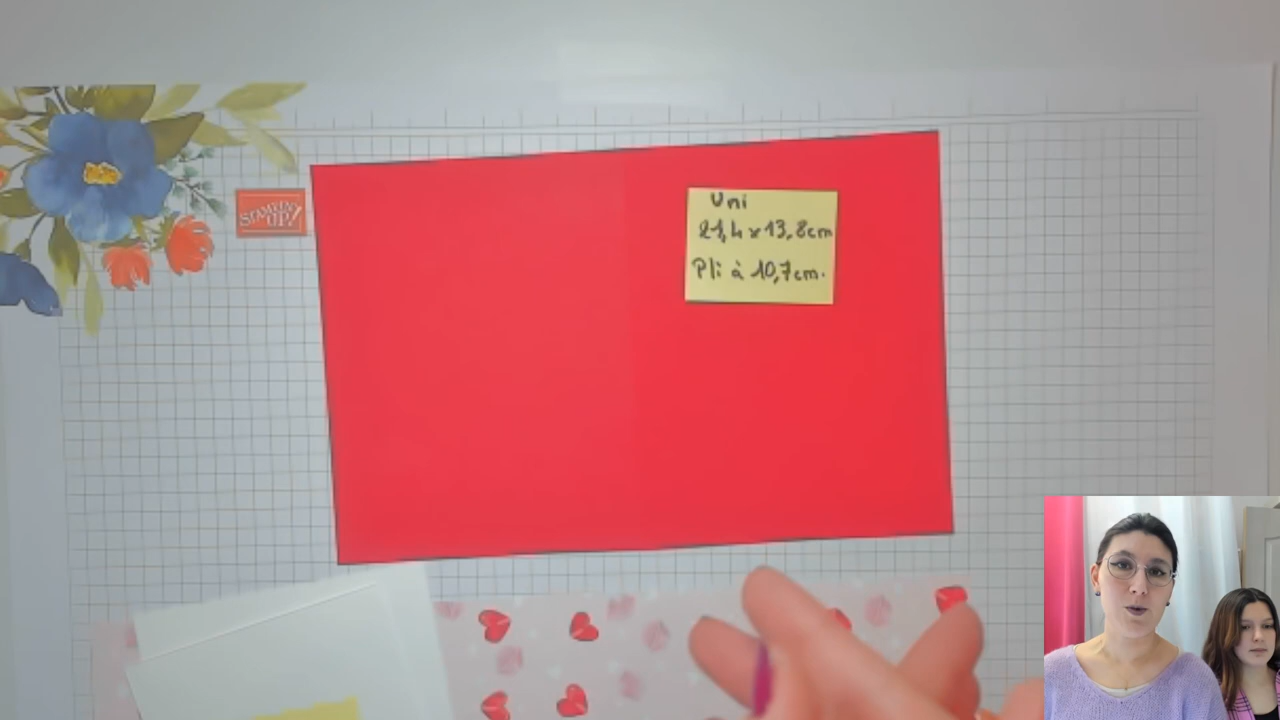 STAMPIN' UP!
Uni
21,4 x 13,8cm
Pli à 10,7cm.